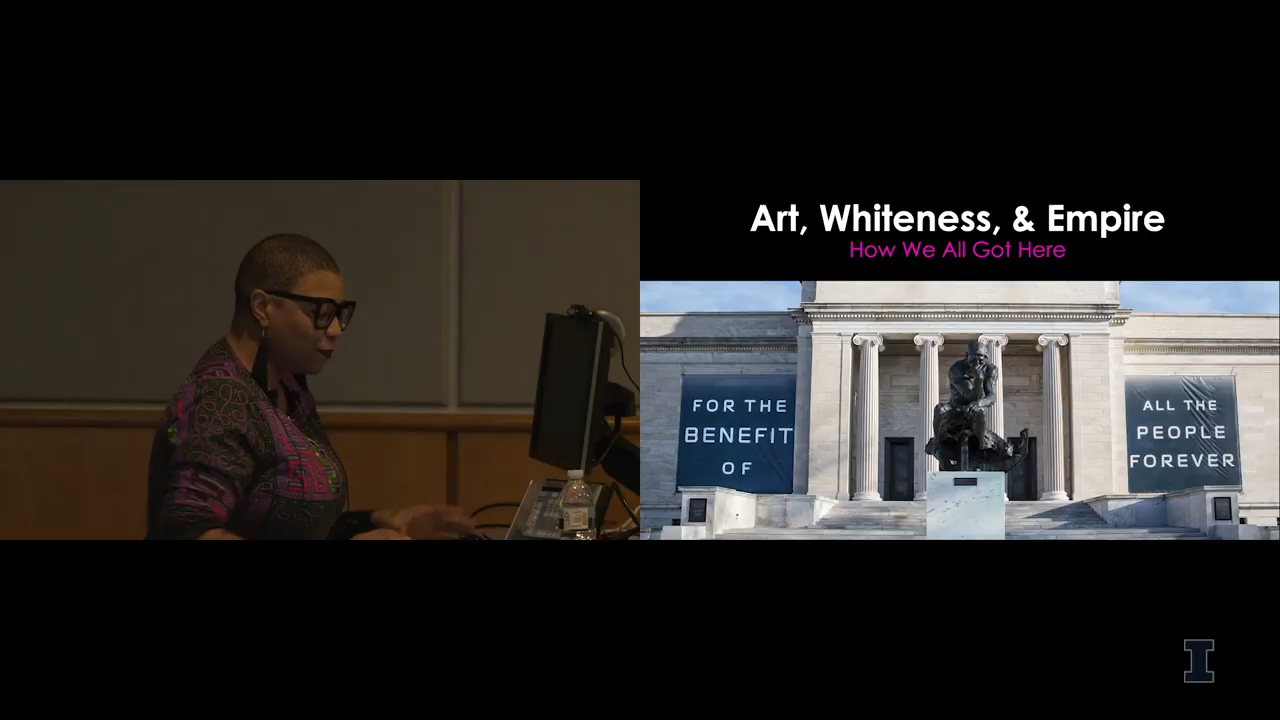 Art, Whiteness, & Empire
How We All Got Here
FOR THE
BENEFIT
OF
ALL THE
PEOPLE
FOREVER
I